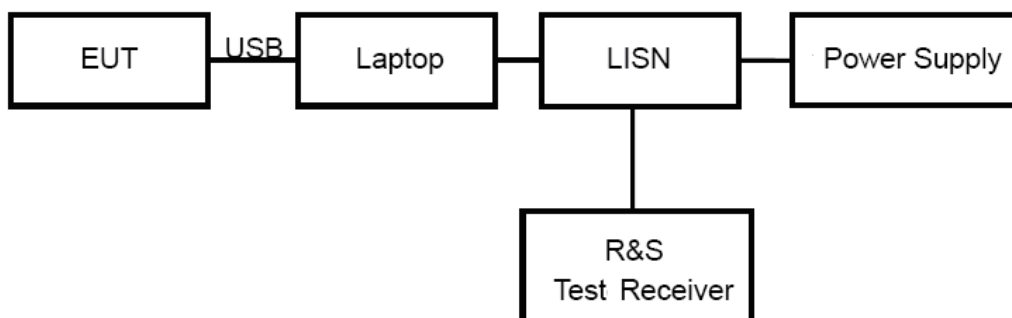 EUT
USB
Laptop
LISN
Power Supply
R&S
Test Receiver